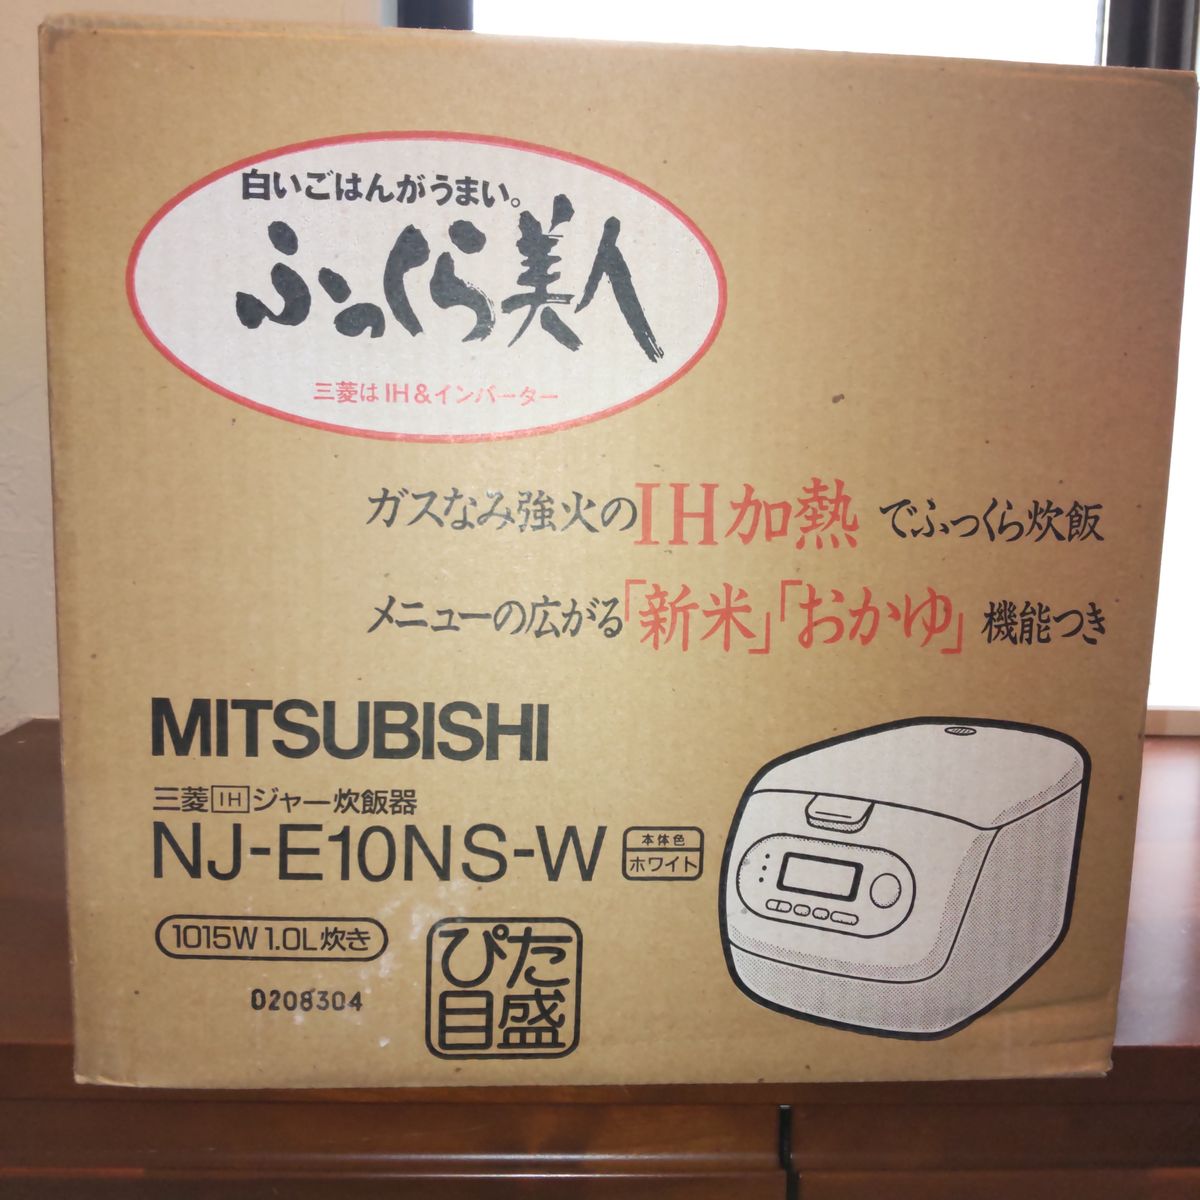 白いごはんがうまい。
ふっくら美人
三菱はIH&インバーター
ガスなみ強火のIH加熱でふっくら炊飯
メニューの広がる「新米」「おかゆ」機能つき
MITSUBISHI
三菱IHジャー炊飯器
NJ-E10NS-W
本体色
ホワイト
1015W 1.0L炊き
0208304
ぴた
目盛